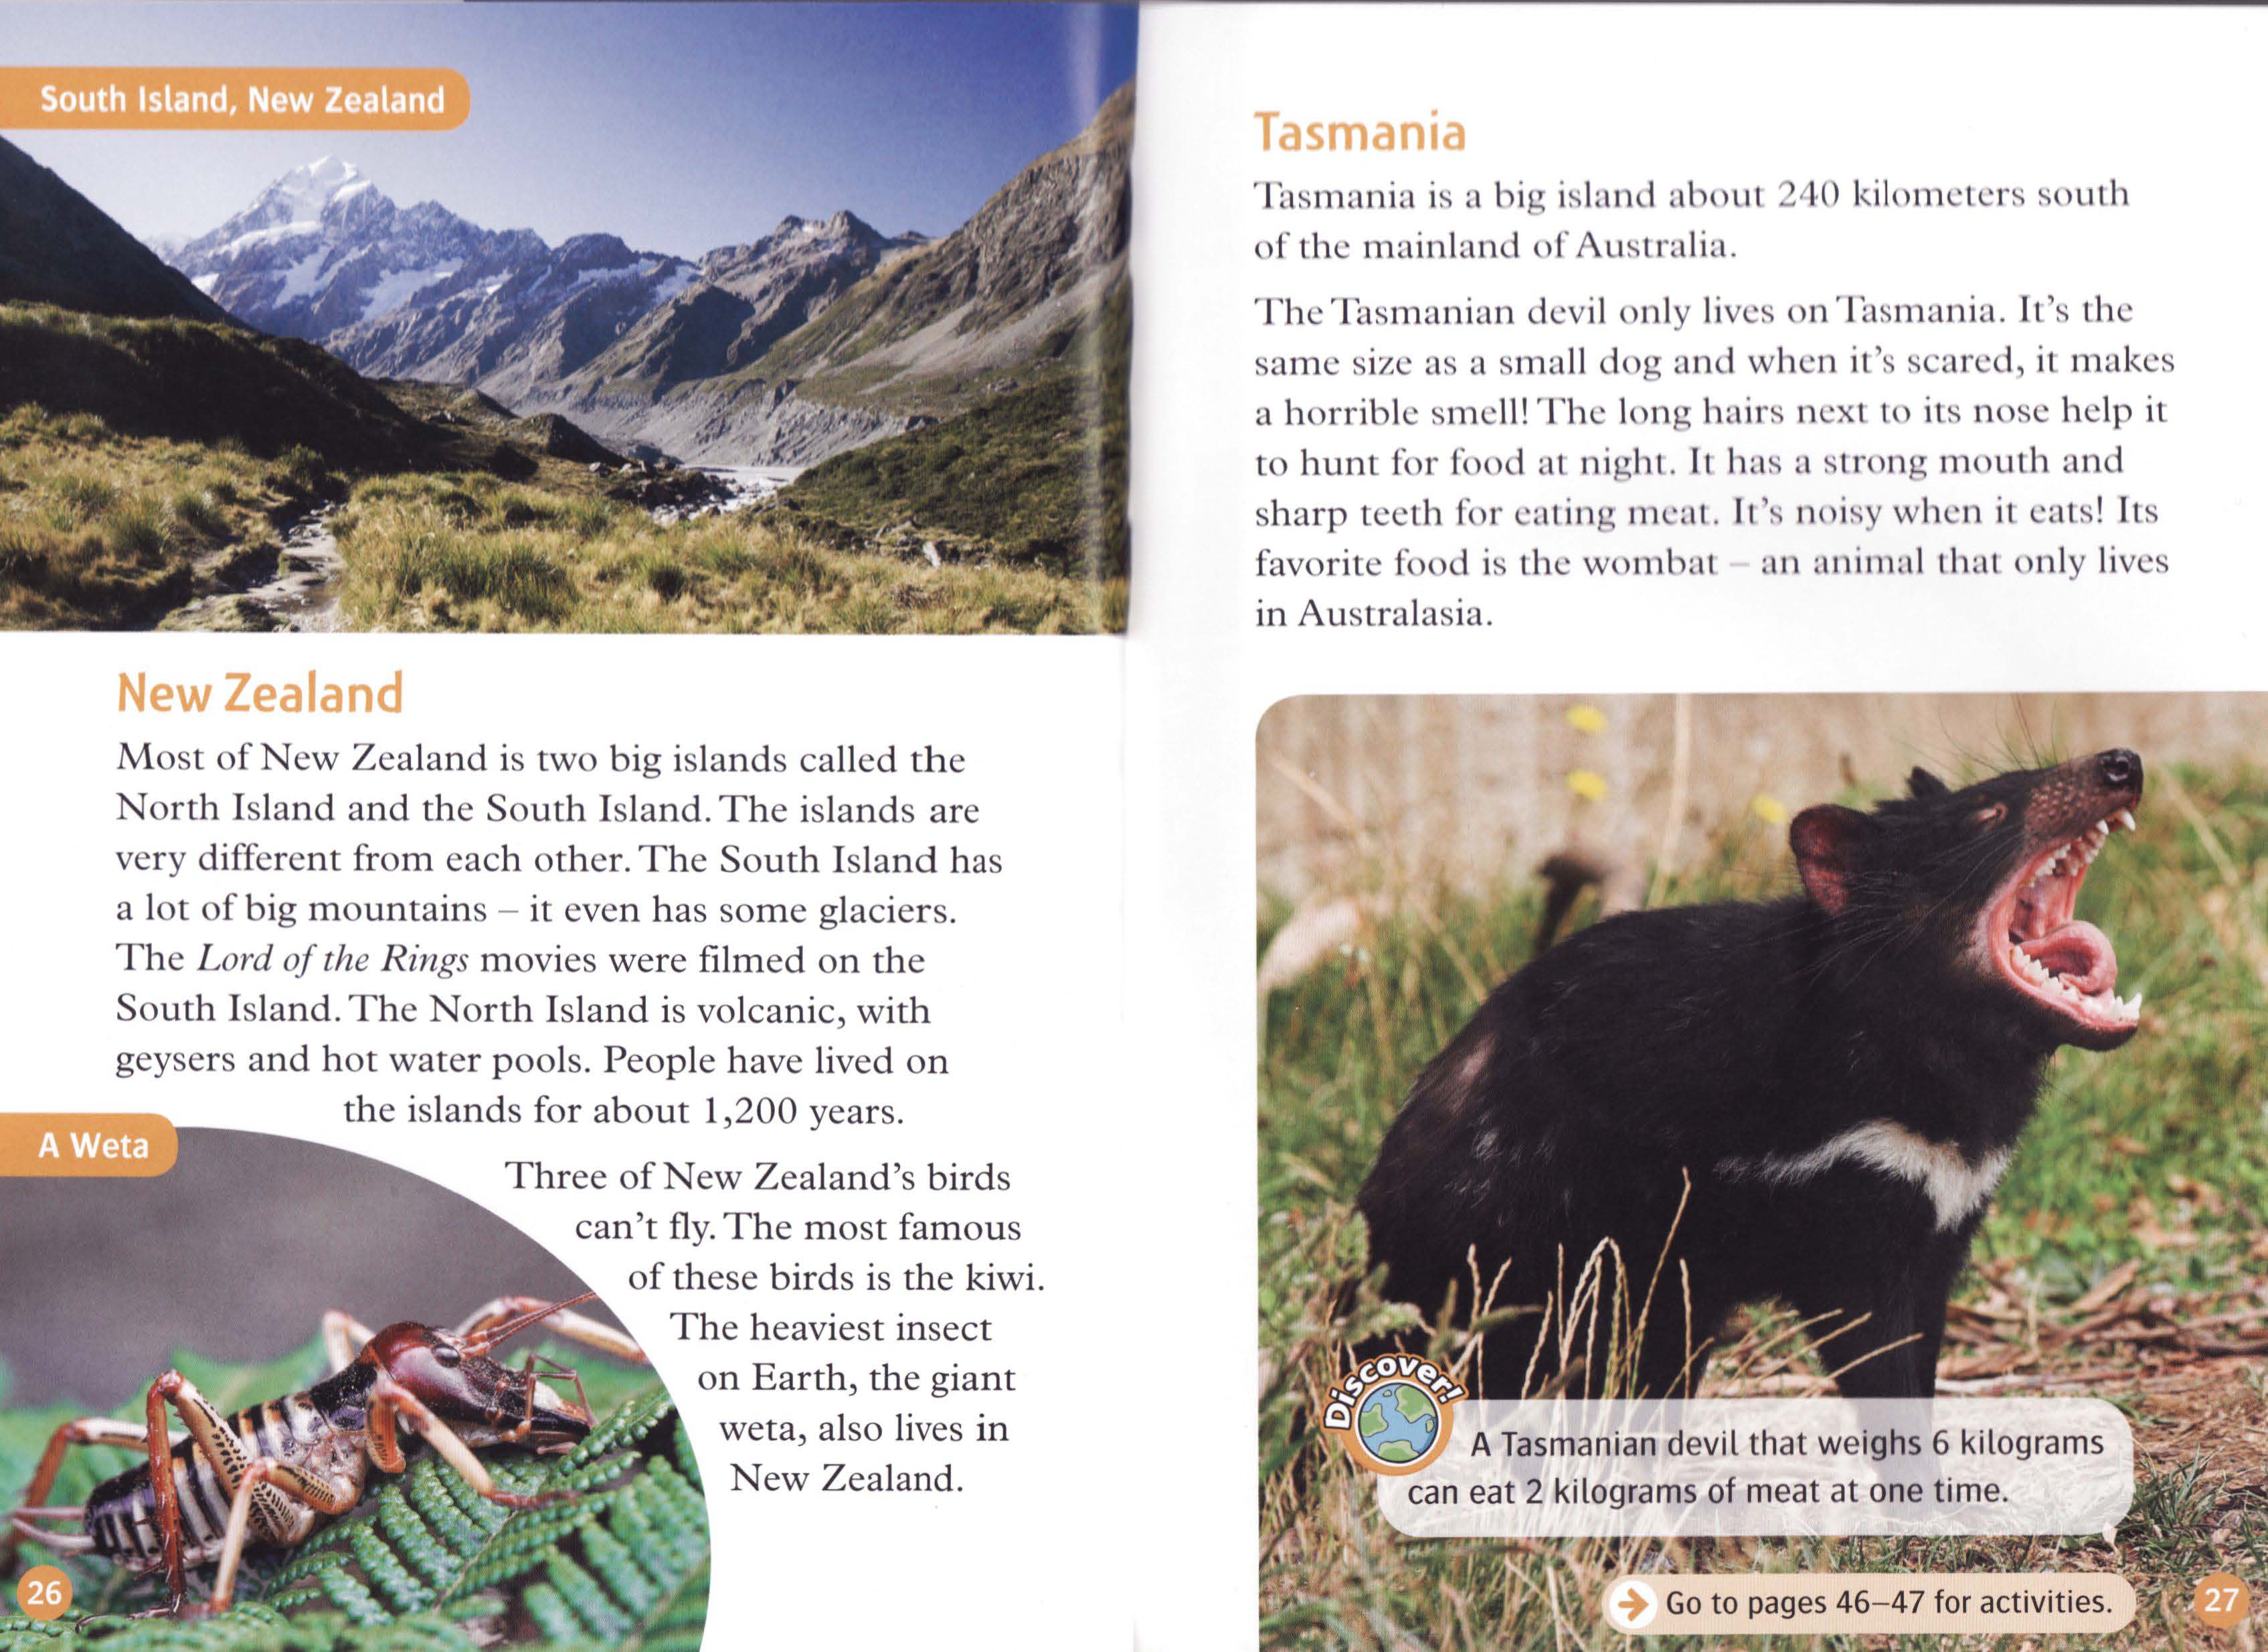 South Island, New Zealand
New Zealand
Most of New Zealand is two big islands called the
North Island and the South Island. The islands are
very different from each other. The South Island has
a lot of big mountains – it even has some glaciers.
The Lord of the Rings movies were filmed on the
South Island. The North Island is volcanic, with
geysers and hot water pools. People have lived on
the islands for about 1,200 years.
A Weta
Three of New Zealand's birds
can't fly. The most famous
of these birds is the kiwi.
The heaviest insect
on Earth, the giant
weta, also lives in
New Zealand.
26
Tasmania
Tasmania is a big island about 240 kilometers south
of the mainland of Australia.
The Tasmanian devil only lives on Tasmania. It's the
same size as a small dog and when it's scared, it makes
a horrible smell! The long hairs next to its nose help it
to hunt for food at night. It has a strong mouth and
sharp teeth for eating meat. It's noisy when it eats! Its
favorite food is the wombat – an animal that only lives
in Australasia.
Discover!
A Tasmanian devil that weighs 6 kilograms
can eat 2 kilograms of meat at one time.
Go to pages 46–47 for activities.
27